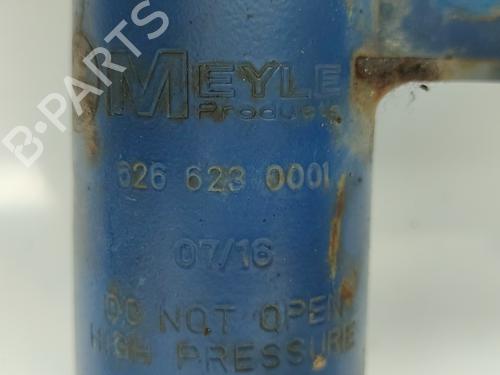 B-PARTS
MEYLE
Products
626 623 0001
07/16
DO NOT OPEN
HIGH PRESSURE